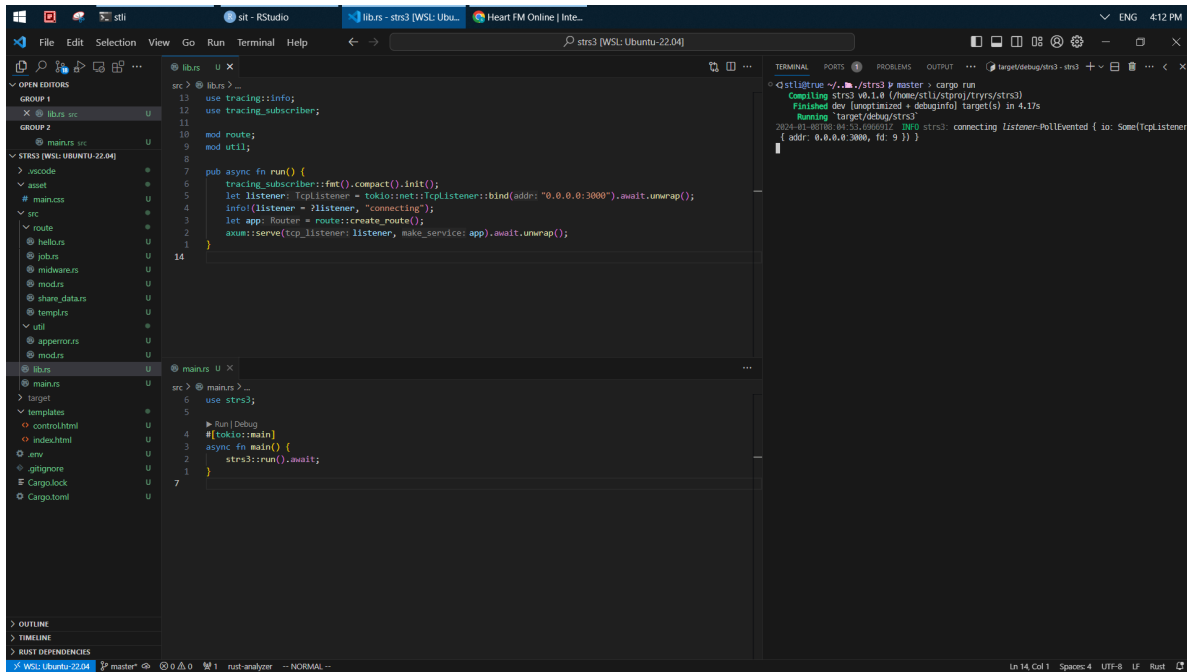 stli
sit - RStudio
lib.rs - strs3 [WSL: Ubu...
Heart FM Online | Inte...
ENG
4:12 PM
File Edit Selection View Go Run Terminal Help
strs3 [WSL: Ubuntu-22.04]
OPEN EDITORS
GROUP 1
lib.rs src U
GROUP 2
main.rs src U
STRS3 [WSL: UBUNTU-22.04]
.vscode
asset
# main.css U
src
route
hello.rs U
job.rs U
midware.rs U
mod.rs U
share_data.rs U
templ.rs U
util
apperror.rs U
mod.rs U
lib.rs U
main.rs U
target
templates
control.html U
index.html U
.env U
.gitignore U
Cargo.lock U
Cargo.toml U
OUTLINE
TIMELINE
RUST DEPENDENCIES
lib.rs U
src > lib.rs > ...
13 use tracing::info;
12 use tracing_subscriber;
11
10 mod route;
9 mod util;
8
7 pub async fn run() {
6 tracing_subscriber::fmt().compact().init();
5 let listener: TcpListener = tokio::net::TcpListener::bind(addr: "0.0.0.0:3000").await.unwrap();
4 info!(listener = ?listener, "connecting");
3 let app: Router = route::create_route();
2 axum::serve(tcp_listener: listener, make_service: app).await.unwrap();
1 }
14
main.rs U
src > main.rs > ...
6 use strs3;
5
Run | Debug
4 #[tokio::main]
3 async fn main() {
2 strs3::run().await;
1 }
7
TERMINAL PORTS 1 PROBLEMS OUTPUT ... target/debug/strs3 - strs3
stli@true ~/..../strs3 master > cargo run
Compiling strs3 v0.1.0 (/home/stli/stproj/tryrs/strs3)
Finished dev [unoptimized + debuginfo] target(s) in 4.17s
Running `target/debug/strs3`
2024-01-08T08:04:53.696691Z INFO strs3: connecting listener=PollEvented { io: Some(TcpListener
{ addr: 0.0.0.0:3000, fd: 9 }) }
WSL: Ubuntu-22.04 master* 0 0 1 rust-analyzer -- NORMAL --
Ln 14, Col 1 Spaces: 4 UTF-8 LF Rust